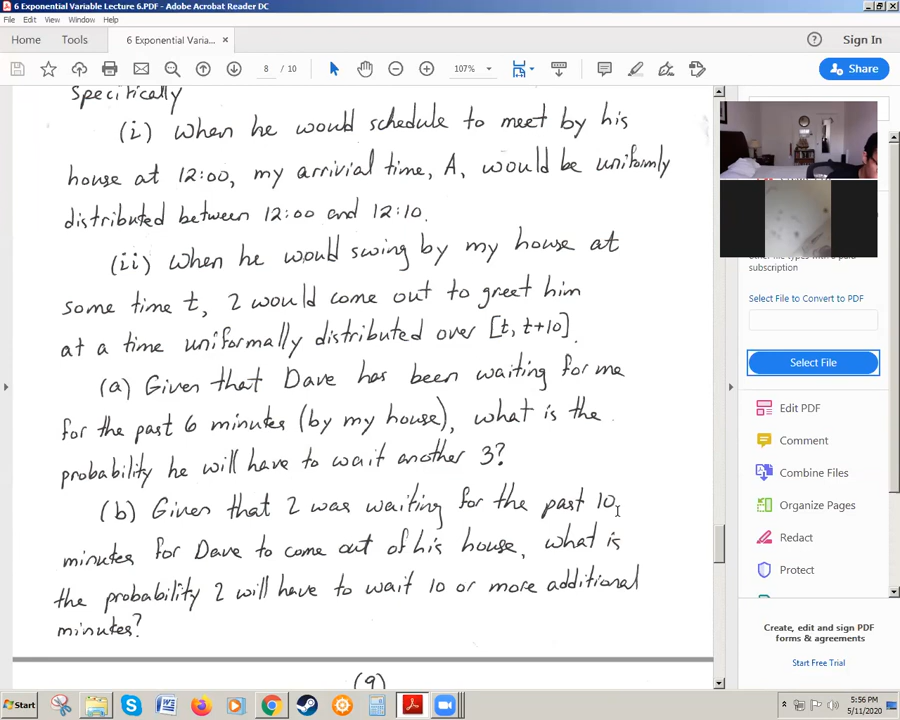 6 Exponential Variable Lecture 6.PDF - Adobe Acrobat Reader DC
File Edit View Window Help
Home Tools 6 Exponential Varia... × Sign In
8 / 10 107% Share
Specifically
(i) when he would schedule to meet by his
house at 12:00, my arrivial time, A, would be uniformly
distributed between 12:00 and 12:10.
(ii) when he would swing by my house at
some time t, I would come out to greet him
at a time uniformally distributed over [t, t+10].
(a) Given that Dave has been waiting for me
for the past 6 minutes (by my house), what is the
probability he will have to wait another 3?
(b) Given that I was waiting for the past 10
minutes for Dave to come out of his house, what is
the probability I will have to wait 10 or more additional
minutes?
(9)
subscription
Select File to Convert to PDF
Select File
Edit PDF
Comment
Combine Files
Organize Pages
Redact
Protect
Create, edit and sign PDF
forms & agreements
Start Free Trial
Start
5:56 PM
5/11/2020